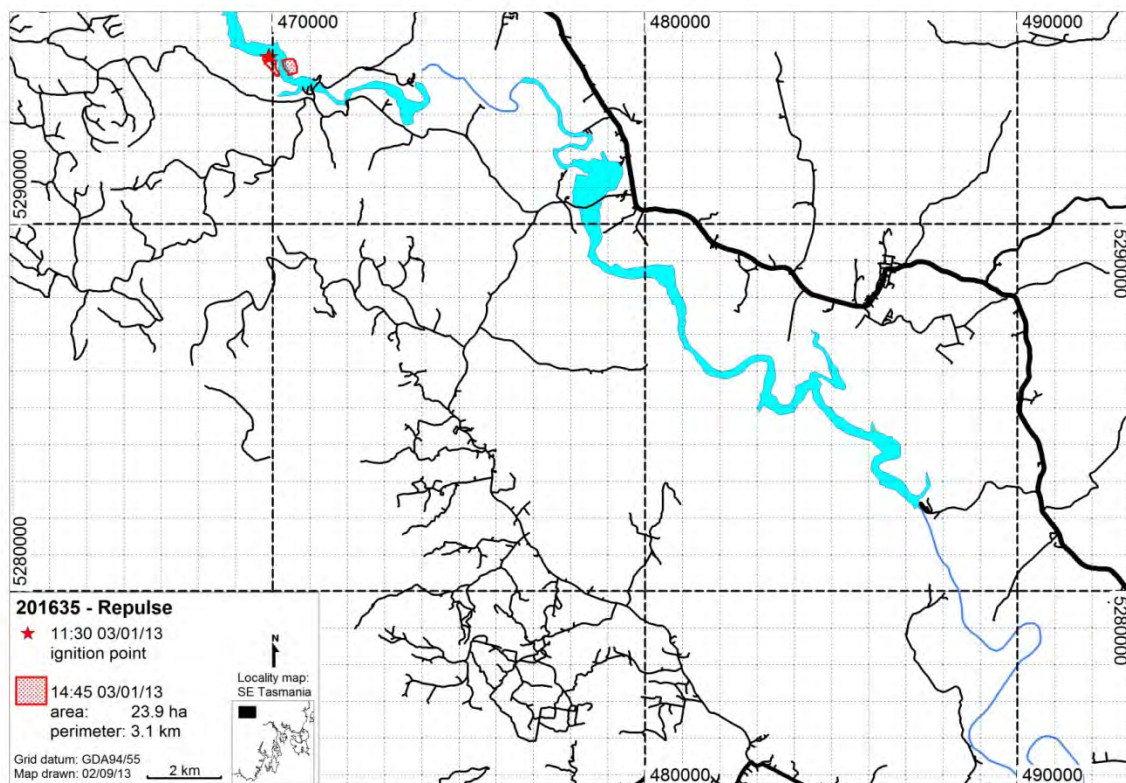 470000
480000
490000
5290000
5290000
5280000
5280000
480000
490000
201635 - Repulse
11:30 03/01/13
ignition point
14:45 03/01/13
area: 23.9 ha
perimeter: 3.1 km
Grid datum: GDA94/55
Map drawn: 02/09/13
N
Locality map:
SE Tasmania
2 km